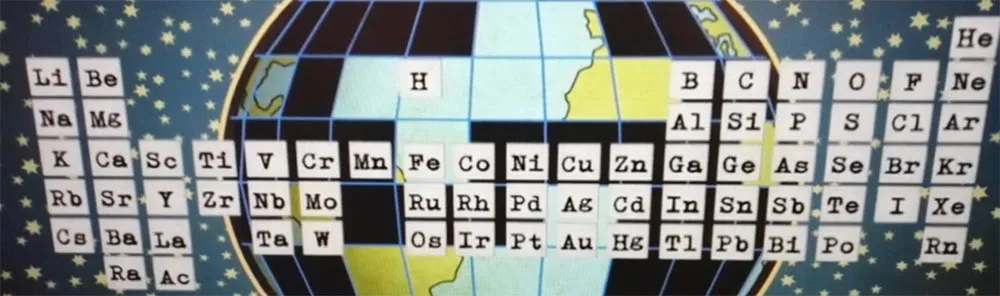 He
Li Be H B C N O F Ne
Na Mg Al Si P S Cl Ar
K Ca Sc Ti V Cr Mn Fe Co Ni Cu Zn Ga Ge As Se Br Kr
Rb Sr Y Zr Nb Mo Ru Rh Pd Ag Cd In Sn Sb Te I Xe
Cs Ba La Ta W Os Ir Pt Au Hg Tl Pb Bi Po Rn
Ra Ac